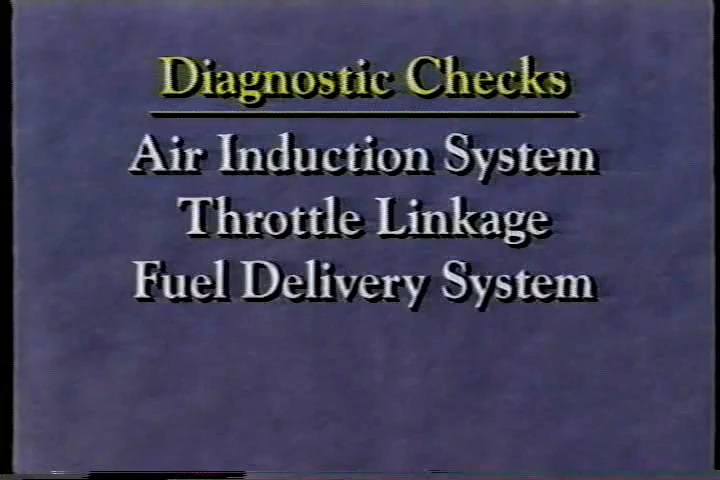 Diagnostic Checks
Air Induction System
Throttle Linkage
Fuel Delivery System